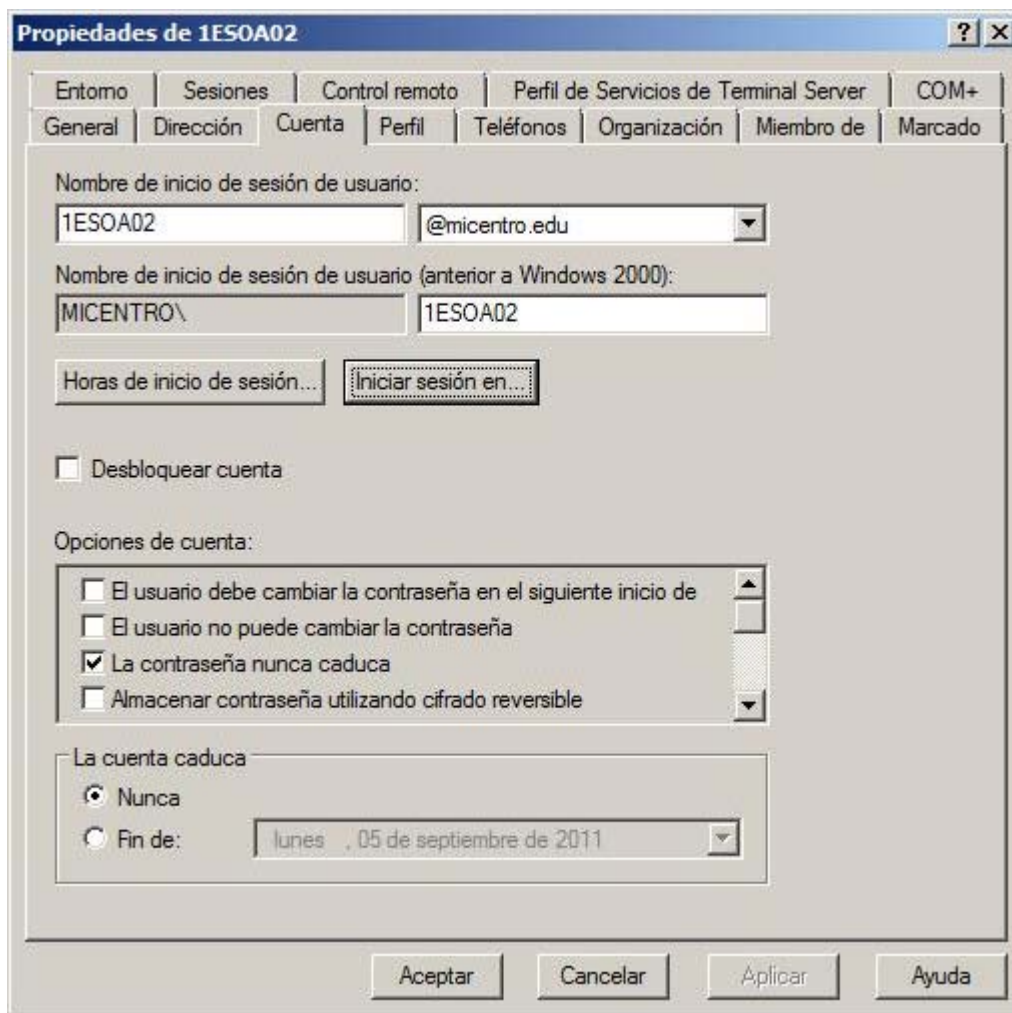 Propiedades de 1ESOA02
Entorno Sesiones Control remoto Perfil de Servicios de Terminal Server COM+
General Dirección Cuenta Perfil Teléfonos Organización Miembro de Marcado
Nombre de inicio de sesión de usuario:
1ESOA02 @micentro.edu
Nombre de inicio de sesión de usuario (anterior a Windows 2000):
MICENTRO\ 1ESOA02
Horas de inicio de sesión... Iniciar sesión en...
Desbloquear cuenta
Opciones de cuenta:
El usuario debe cambiar la contraseña en el siguiente inicio de
El usuario no puede cambiar la contraseña
La contraseña nunca caduca
Almacenar contraseña utilizando cifrado reversible
La cuenta caduca
Nunca
Fin de: lunes , 05 de septiembre de 2011
Aceptar Cancelar Aplicar Ayuda